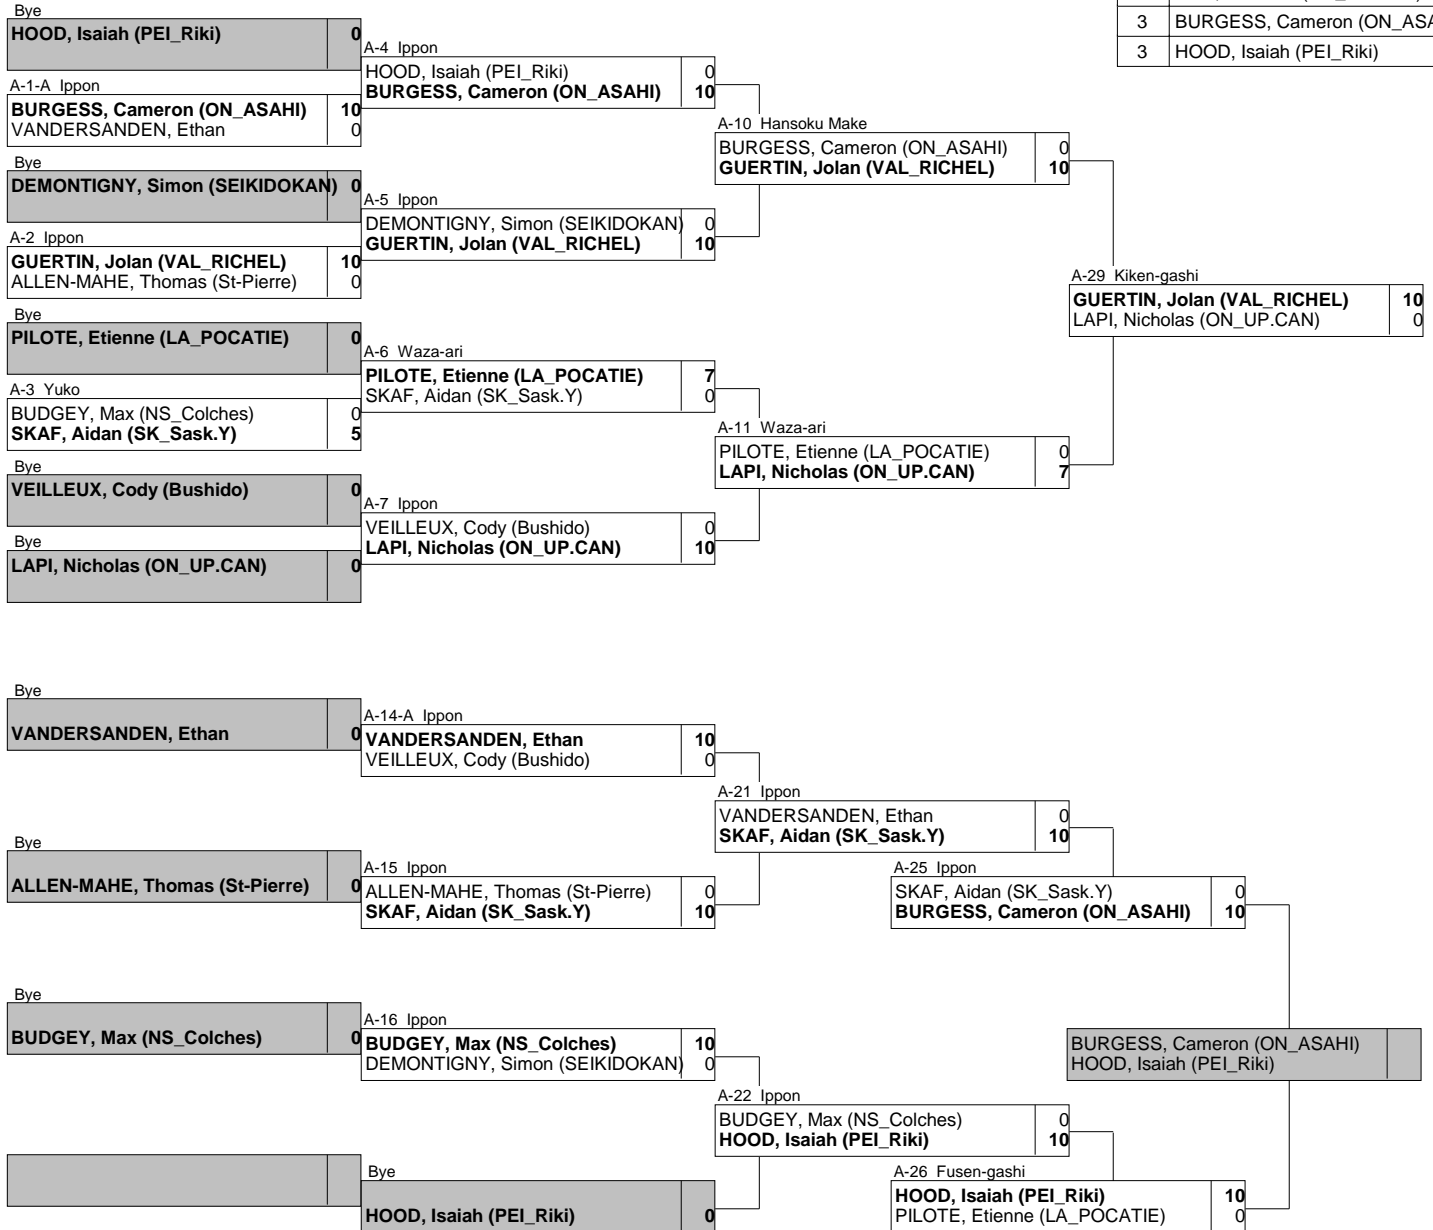 3 BURGESS, Cameron (ON_ASA
3 HOOD, Isaiah (PEI_Riki)
Bye
HOOD, Isaiah (PEI_Riki) 0
A-1-A Ippon
BURGESS, Cameron (ON_ASAHI) 10
VANDERSANDEN, Ethan 0
Bye
DEMONTIGNY, Simon (SEIKIDOKAN) 0
A-2 Ippon
GUERTIN, Jolan (VAL_RICHEL) 10
ALLEN-MAHE, Thomas (St-Pierre) 0
Bye
PILOTE, Etienne (LA_POCATIE) 0
A-3 Yuko
BUDGEY, Max (NS_Colches) 0
SKAF, Aidan (SK_Sask.Y) 5
Bye
VEILLEUX, Cody (Bushido) 0
Bye
LAPI, Nicholas (ON_UP.CAN) 0
A-4 Ippon
HOOD, Isaiah (PEI_Riki) 0
BURGESS, Cameron (ON_ASAHI) 10
A-5 Ippon
DEMONTIGNY, Simon (SEIKIDOKAN) 0
GUERTIN, Jolan (VAL_RICHEL) 10
A-6 Waza-ari
PILOTE, Etienne (LA_POCATIE) 7
SKAF, Aidan (SK_Sask.Y) 0
A-7 Ippon
VEILLEUX, Cody (Bushido) 0
LAPI, Nicholas (ON_UP.CAN) 10
A-10 Hansoku Make
BURGESS, Cameron (ON_ASAHI) 0
GUERTIN, Jolan (VAL_RICHEL) 10
A-11 Waza-ari
PILOTE, Etienne (LA_POCATIE) 0
LAPI, Nicholas (ON_UP.CAN) 7
A-29 Kiken-gashi
GUERTIN, Jolan (VAL_RICHEL) 10
LAPI, Nicholas (ON_UP.CAN) 0
Bye
VANDERSANDEN, Ethan 0
Bye
ALLEN-MAHE, Thomas (St-Pierre) 0
Bye
BUDGEY, Max (NS_Colches) 0
A-14-A Ippon
VANDERSANDEN, Ethan 10
VEILLEUX, Cody (Bushido) 0
A-15 Ippon
ALLEN-MAHE, Thomas (St-Pierre) 0
SKAF, Aidan (SK_Sask.Y) 10
A-16 Ippon
BUDGEY, Max (NS_Colches) 10
DEMONTIGNY, Simon (SEIKIDOKAN) 0
Bye
HOOD, Isaiah (PEI_Riki) 0
A-21 Ippon
VANDERSANDEN, Ethan 0
SKAF, Aidan (SK_Sask.Y) 10
A-22 Ippon
BUDGEY, Max (NS_Colches) 0
HOOD, Isaiah (PEI_Riki) 10
A-25 Ippon
SKAF, Aidan (SK_Sask.Y) 0
BURGESS, Cameron (ON_ASAHI) 10
A-26 Fusen-gashi
HOOD, Isaiah (PEI_Riki) 10
PILOTE, Etienne (LA_POCATIE) 0
BURGESS, Cameron (ON_ASAHI)
HOOD, Isaiah (PEI_Riki)